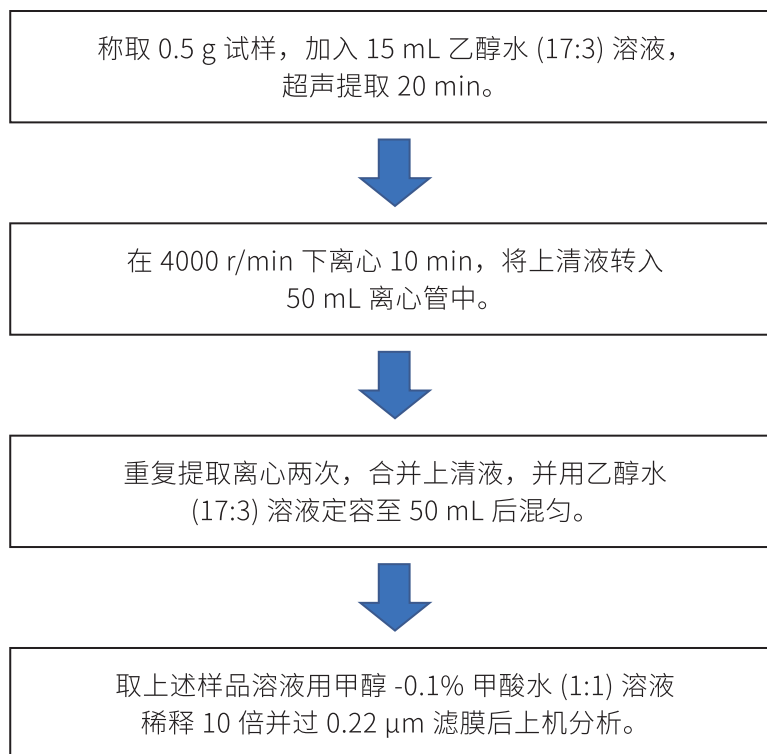 称取 0.5 g 试样，加入 15 mL 乙醇水 (17:3) 溶液，
超声提取 20 min。
在 4000 r/min 下离心 10 min，将上清液转入
50 mL 离心管中。
重复提取离心两次，合并上清液，并用乙醇水
(17:3) 溶液定容至 50 mL 后混匀。
取上述样品溶液用甲醇 -0.1% 甲酸水 (1:1) 溶液
稀释 10 倍并过 0.22 μm 滤膜后上机分析。